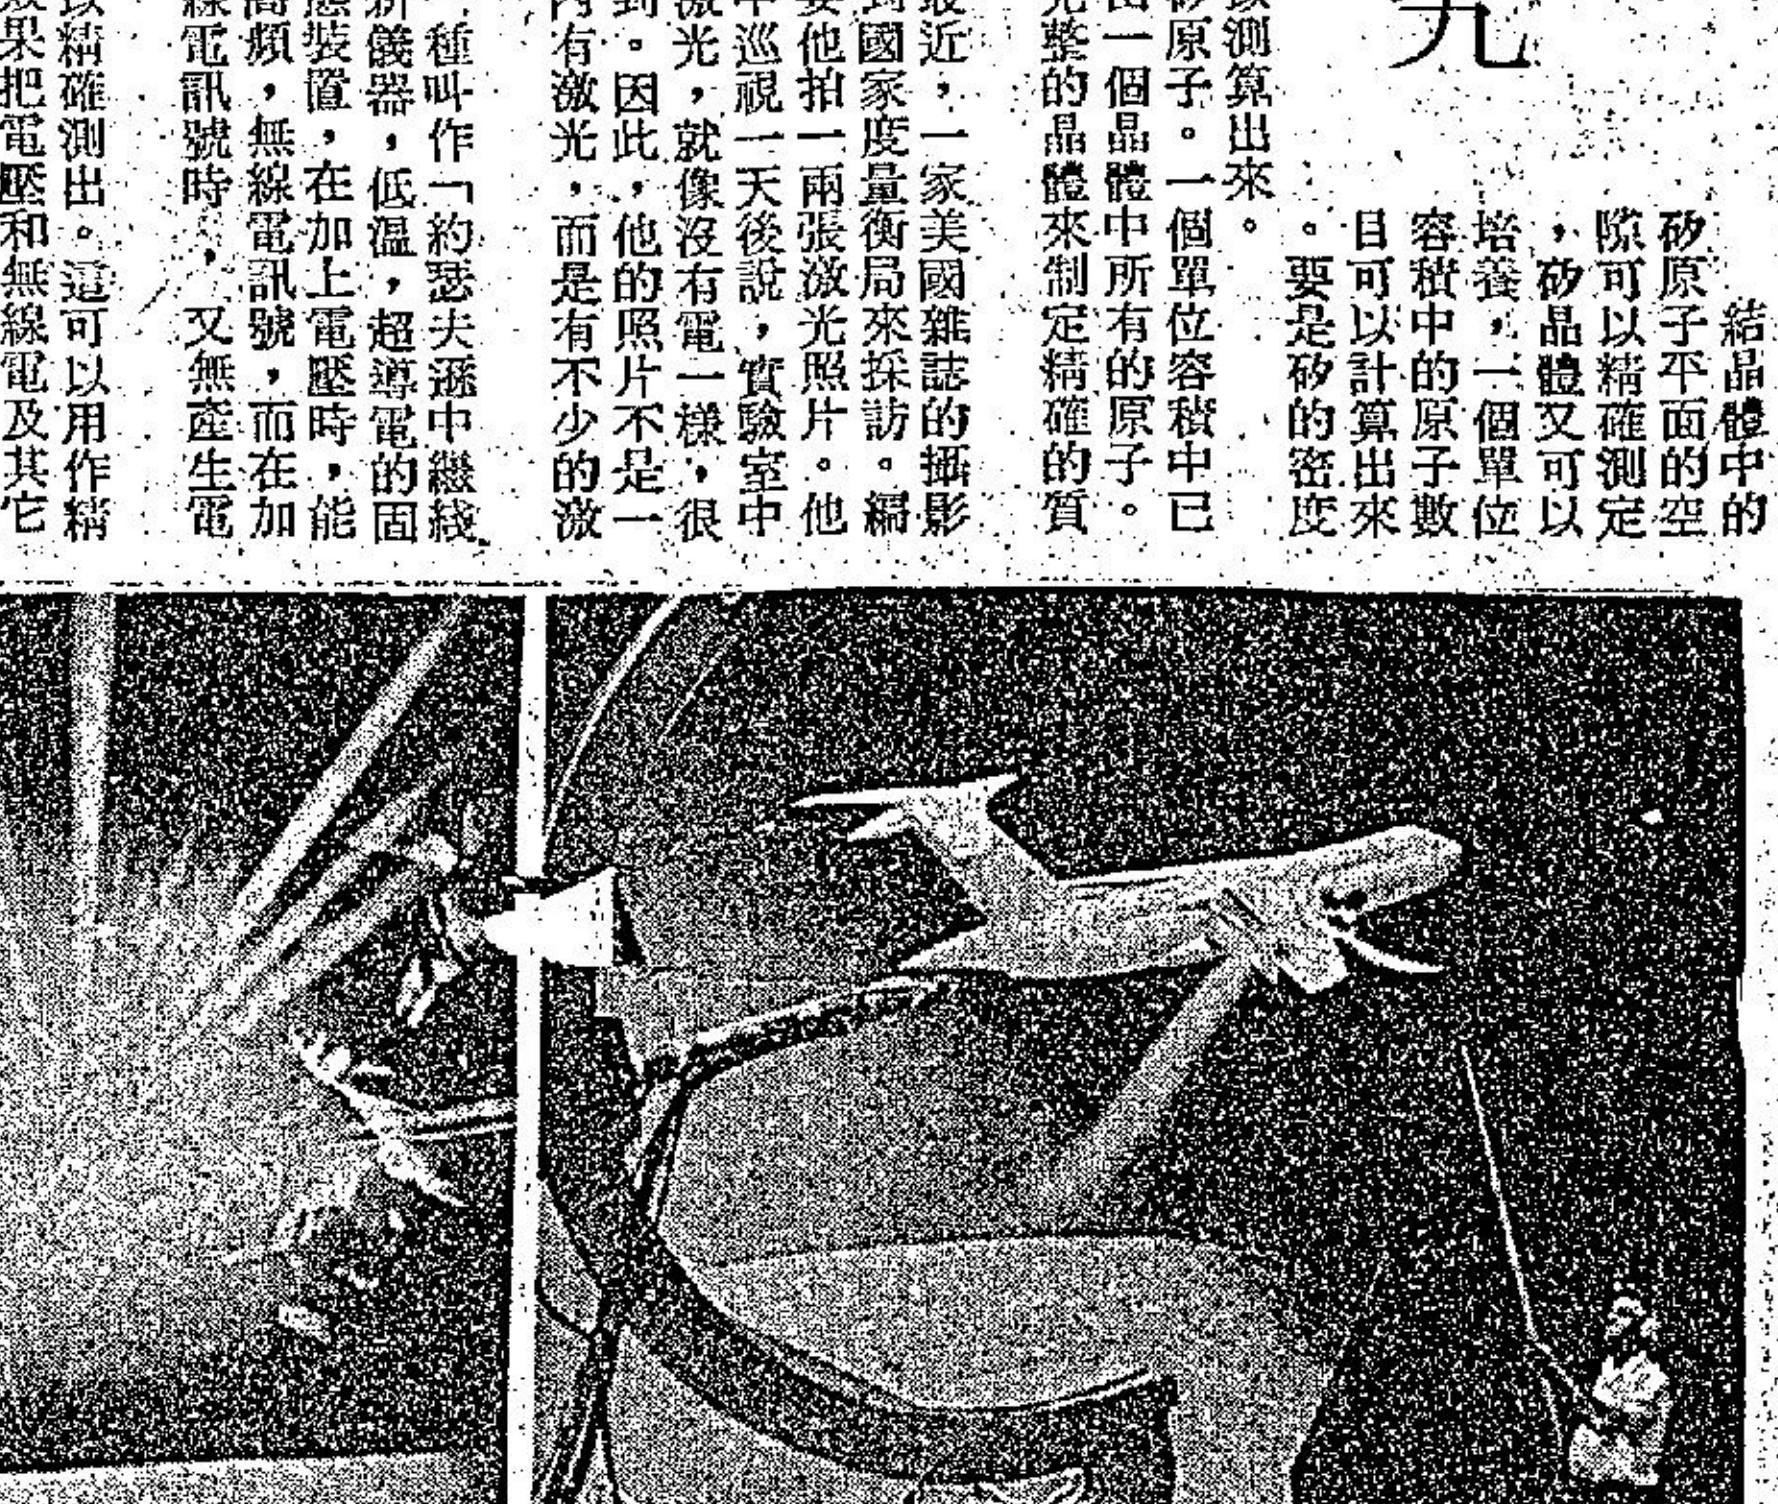 結晶體中的
矽原子平面的空
隙可以精確測定
，矽晶體又可以
培養，一個單位
容積中的原子數
目可以計算出來
。要是矽的密度
以測算出來。
矽原子。一個單位容積中已
出一個晶體中所有的原子。
完整的晶體來制定精確的質
最近，一家美國雜誌的攝影
到國家度量衡局來採訪。編
要他拍一兩張激光照片。他
中巡視一天後說，實驗室中
激光，就像沒有電一樣，很
到。因此，他的照片不是一
內有激光，而是有不少的激
種叫作「約瑟夫遜中繼綫
新儀器，低溫，超導電的固
態裝置，在加上電壓時，能
高頻，無線電訊號，而在加
線電訊號時，又無產生電
以精確測出。這可以用作精
效果把電壓和無線電及其它